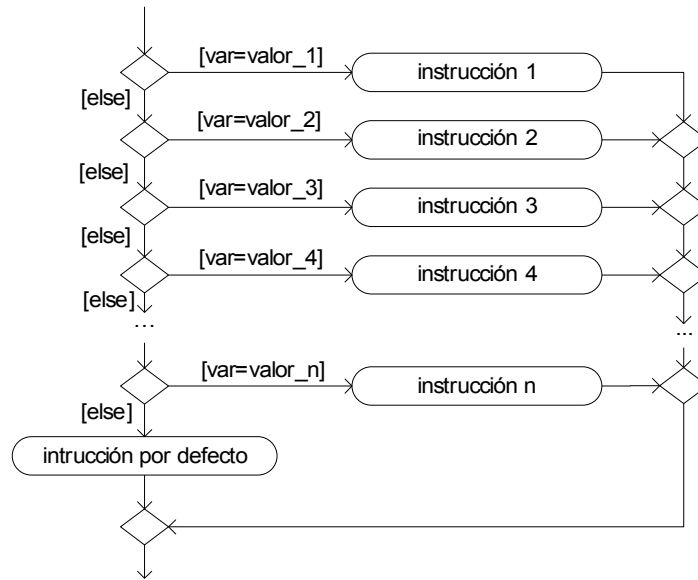 [var=valor_1]
instrucción 1
[else]
[var=valor_2]
instrucción 2
[else]
[var=valor_3]
instrucción 3
[else]
[var=valor_4]
instrucción 4
[else]
...
...
[var=valor_n]
instrucción n
[else]
intrucción por defecto